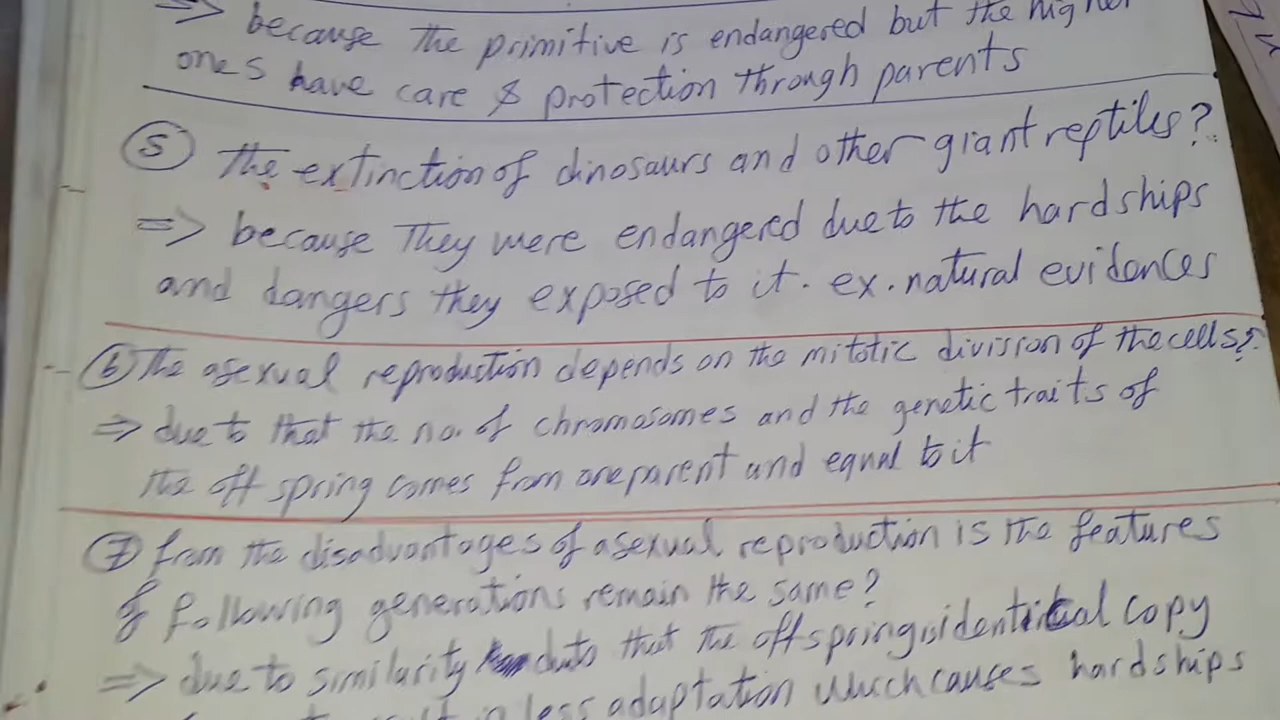 => because the primitive is endangered but the higher
ones have care & protection through parents
5 The extinction of dinosaurs and other giant reptiles?
=> because They were endangered due to the hardships
and dangers they exposed to it. ex. natural evidences
6 The asexual reproduction depends on the mitotic division of the cells?
=> due to that the no. of chromosomes and the genetic traits of
the off spring comes from one parent and equal to it
7 from the disadvantages of asexual reproduction is the features
of following generations remain the same?
=> due to similarity that the offspring identical copy
less adaptation which causes hardships